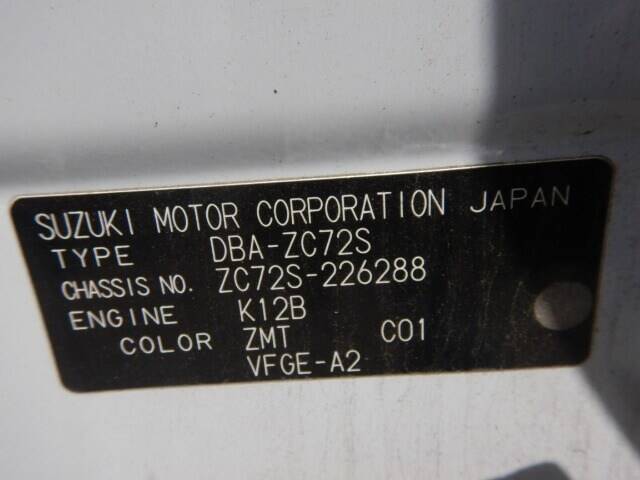 SUZUKI MOTOR CORPORATION JAPAN
TYPE DBA-ZC72S
CHASSIS NO. ZC72S-226288
ENGINE K12B
COLOR ZMT C01
VFGE-A2